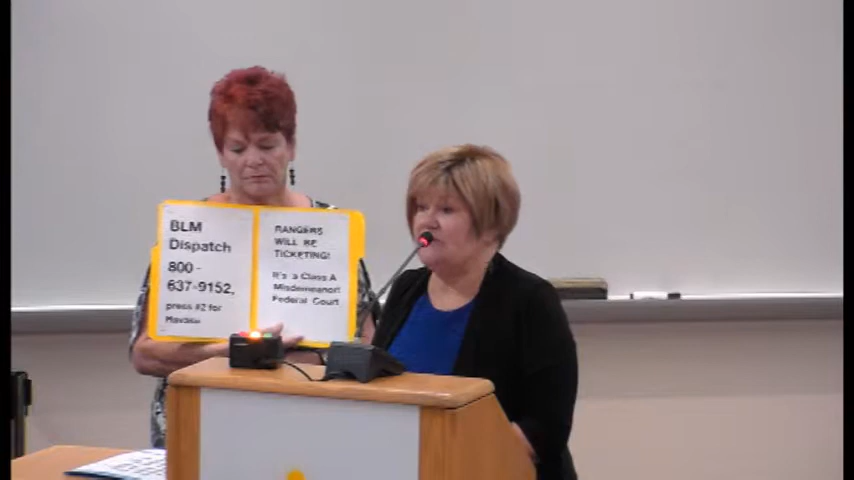 BLM
Dispatch
800-
637-9152,
press #2 for
RANGERS
WILL BE
TICKETING!
It's a Class A
Misdemeanor!
Federal Court